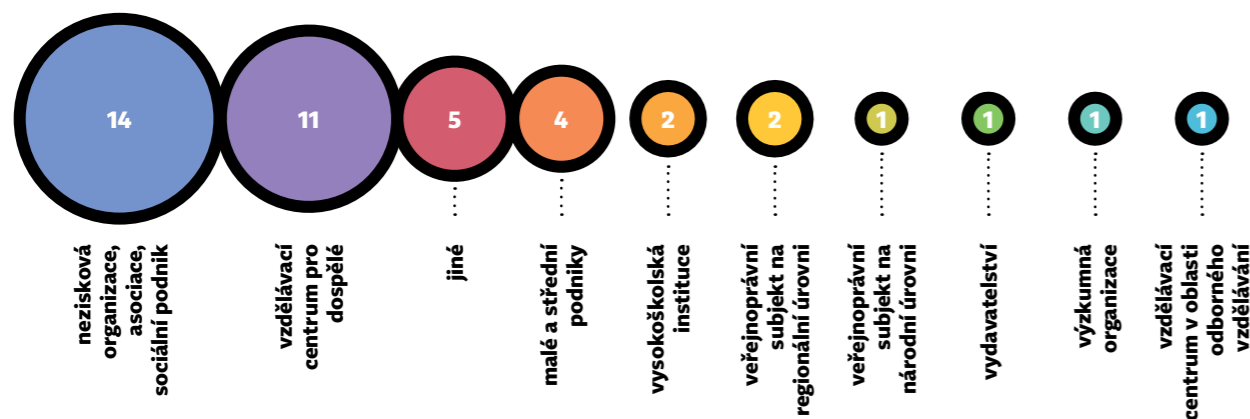 14
11
5
4
2
2
1
1
1
1
nezisková
organizace,
asociace,
sociální podnik
vzdělávací
centrum pro
dospělé
jiné
malé a střední
podniky
vysokoškolská
instituce
veřejnoprávní
subjekt na
regionální úrovni
veřejnoprávní
subjekt na
národní úrovni
vydavatelství
výzkumná
organizace
vzdělávací
centrum v oblasti
odborného
vzdělávání